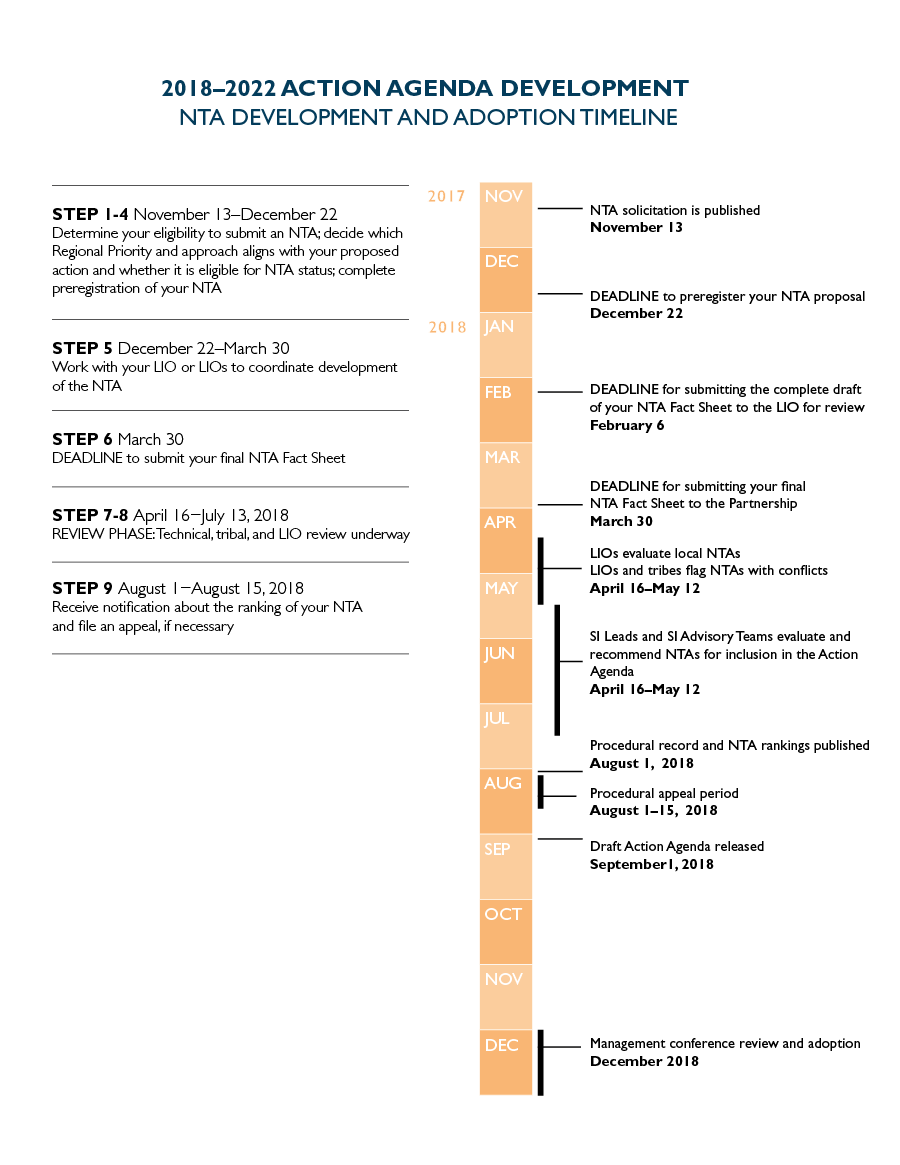 2018–2022 ACTION AGENDA DEVELOPMENT
NTA DEVELOPMENT AND ADOPTION TIMELINE
STEP 1-4 November 13–December 22
Determine your eligibility to submit an NTA; decide which
Regional Priority and approach aligns with your proposed
action and whether it is eligible for NTA status; complete
preregistration of your NTA
STEP 5 December 22–March 30
Work with your LIO or LIOs to coordinate development
of the NTA
STEP 6 March 30
DEADLINE to submit your final NTA Fact Sheet
STEP 7-8 April 16–July 13, 2018
REVIEW PHASE: Technical, tribal, and LIO review underway
STEP 9 August 1–August 15, 2018
Receive notification about the ranking of your NTA
and file an appeal, if necessary
2017
NOV
DEC
2018
JAN
FEB
MAR
APR
MAY
JUN
JUL
AUG
SEP
OCT
NOV
DEC
NTA solicitation is published
November 13
DEADLINE to preregister your NTA proposal
December 22
DEADLINE for submitting the complete draft
of your NTA Fact Sheet to the LIO for review
February 6
DEADLINE for submitting your final
NTA Fact Sheet to the Partnership
March 30
LIOs evaluate local NTAs
LIOs and tribes flag NTAs with conflicts
April 16–May 12
SI Leads and SI Advisory Teams evaluate and
recommend NTAs for inclusion in the Action
Agenda
April 16–May 12
Procedural record and NTA rankings published
August 1, 2018
Procedural appeal period
August 1–15, 2018
Draft Action Agenda released
September1, 2018
Management conference review and adoption
December 2018